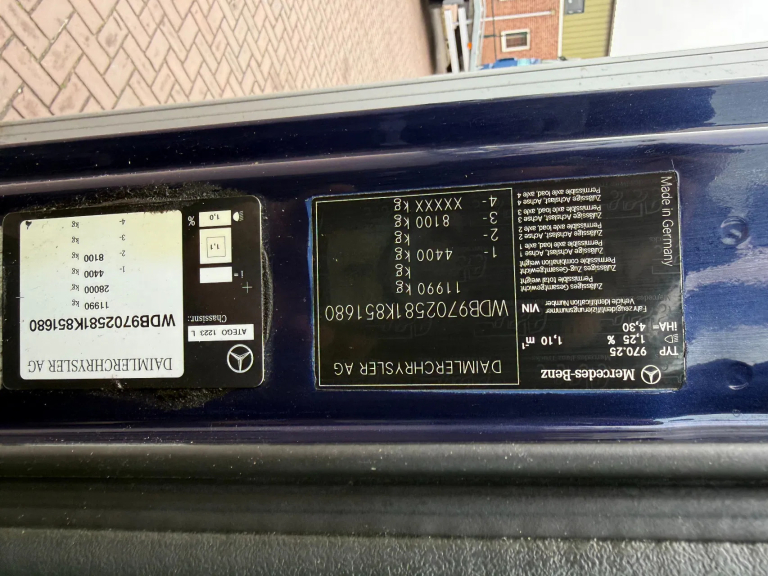 Mercedes-Benz
TYP 970.25
1,25 % 1,10 m-1
iHA= 4,30
Fahrzeugidentifizierungsnummer
Vehicle Identification Number VIN
Zulässiges Gesamtgewicht
Permissible total weight
Zulässiges Zug Gesamtgewicht
Permissible combination weight
Zulässige Achslast, Achse 1
Permissible axle load, axle 1
Zulässige Achslast, Achse 2
Permissible axle load, axle 2
Zulässige Achslast, Achse 3
Permissible axle load, axle 3
Zulässige Achslast, Achse 4
Permissible axle load, axle 4
Made in Germany
DAIMLERCHRYSLER AG
WDB9702581K851680
11990 kg
kg
1- 4400 kg
2- kg
3- 8100 kg
4- XXXXX kg
ATEGO 1223 L
Chassisnr.:
i =
1,1
1,0 %
DAIMLERCHRYSLER AG
WDB9702581K851680
11990 kg
28000 kg
1- 4400 kg
2- 8100 kg
3- kg
4- kg